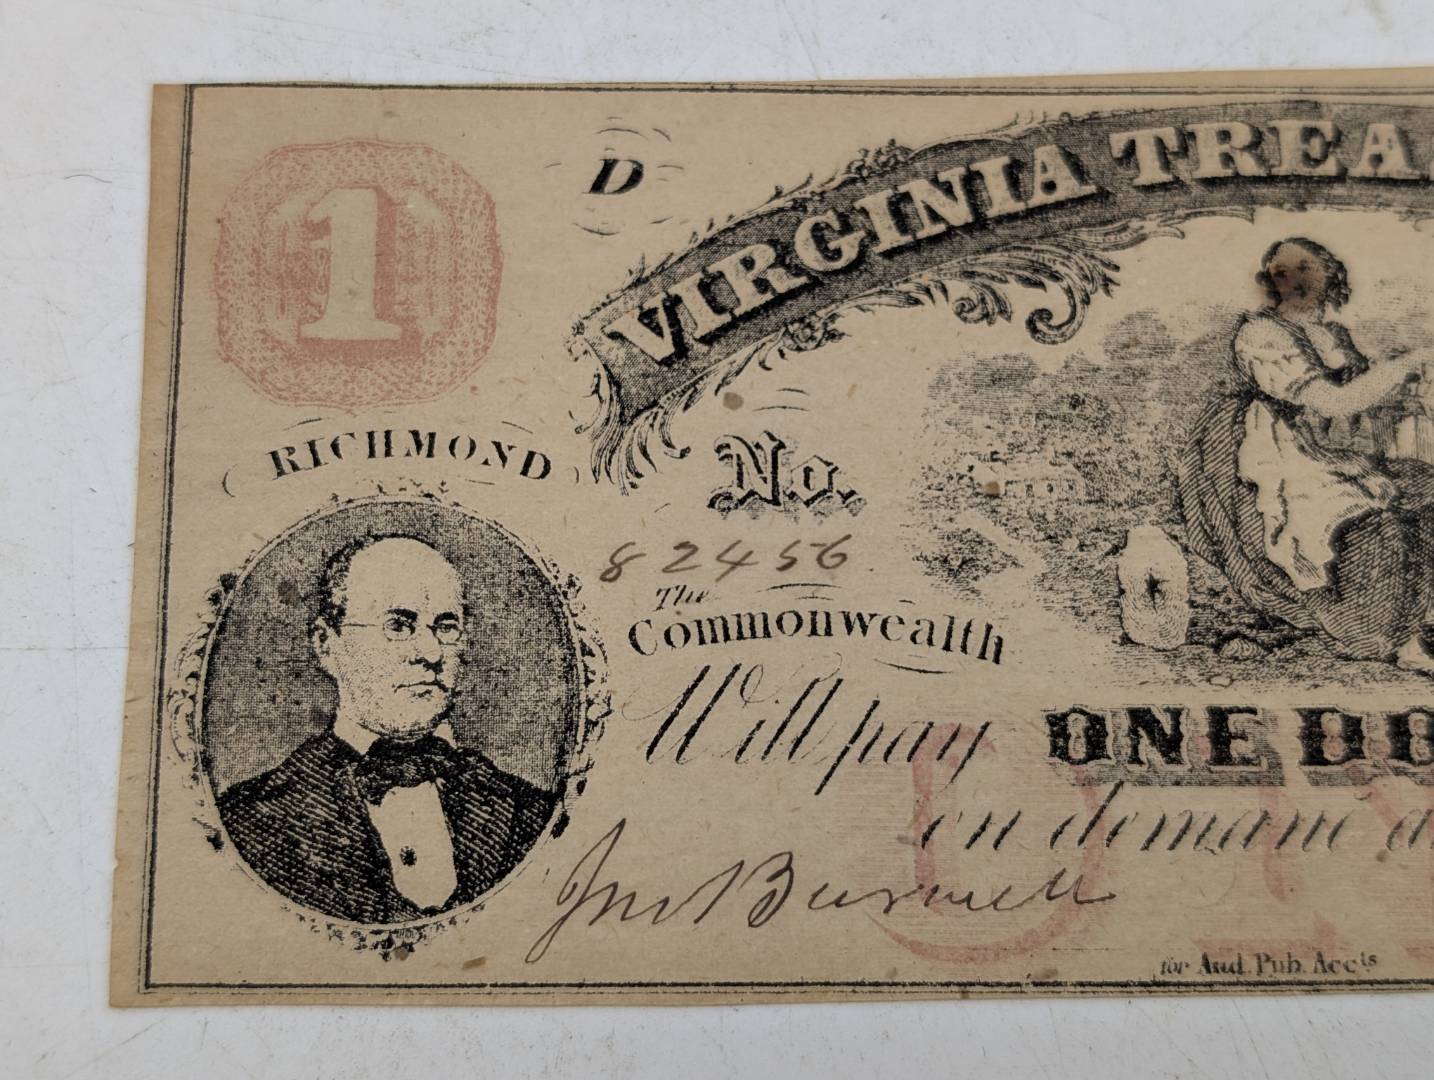 1
D
VIRGINIA TREA
RICHMOND
No.
82456
The
Commonwealth
Will pay ONE DO
on demand a
Jno Burwell
for Aud. Pub. Accts